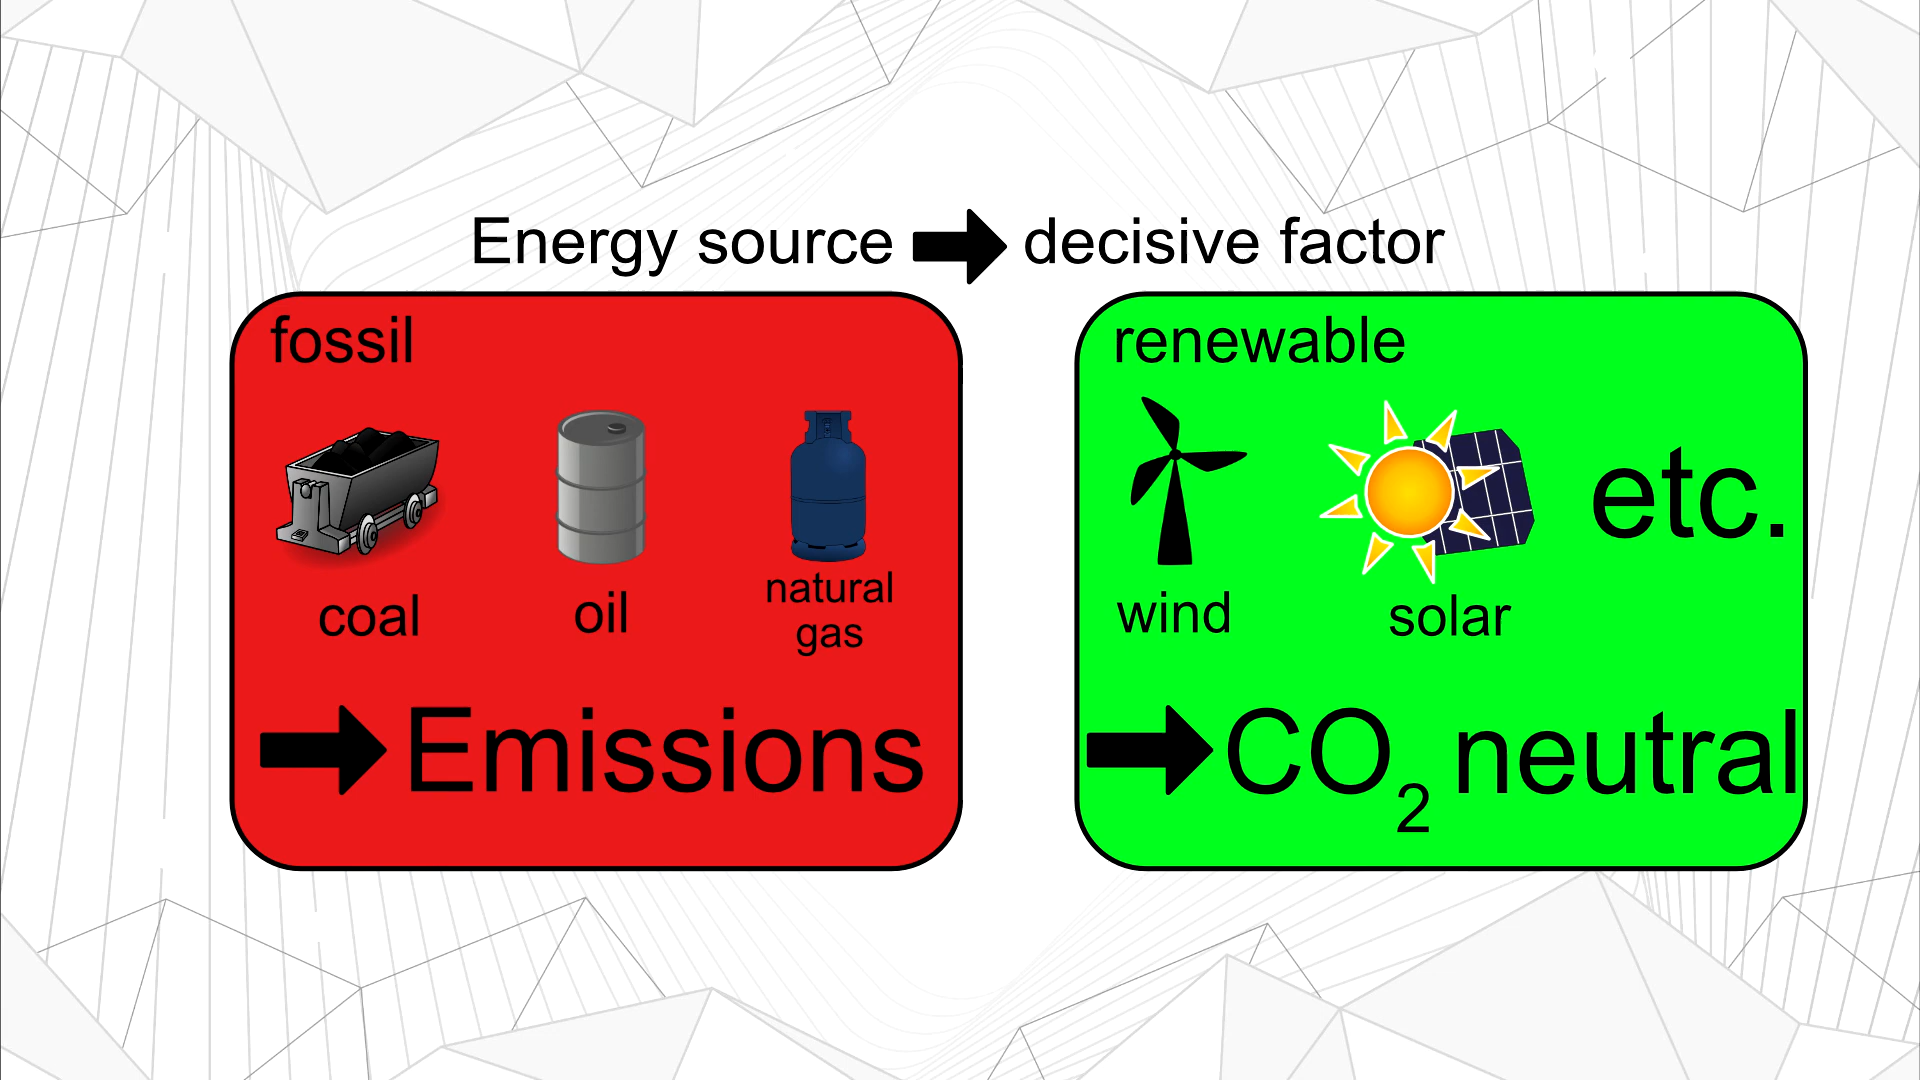 Energy source decisive factor
fossil
coal
oil
natural
gas
Emissions
renewable
wind
solar
etc.
CO₂ neutral